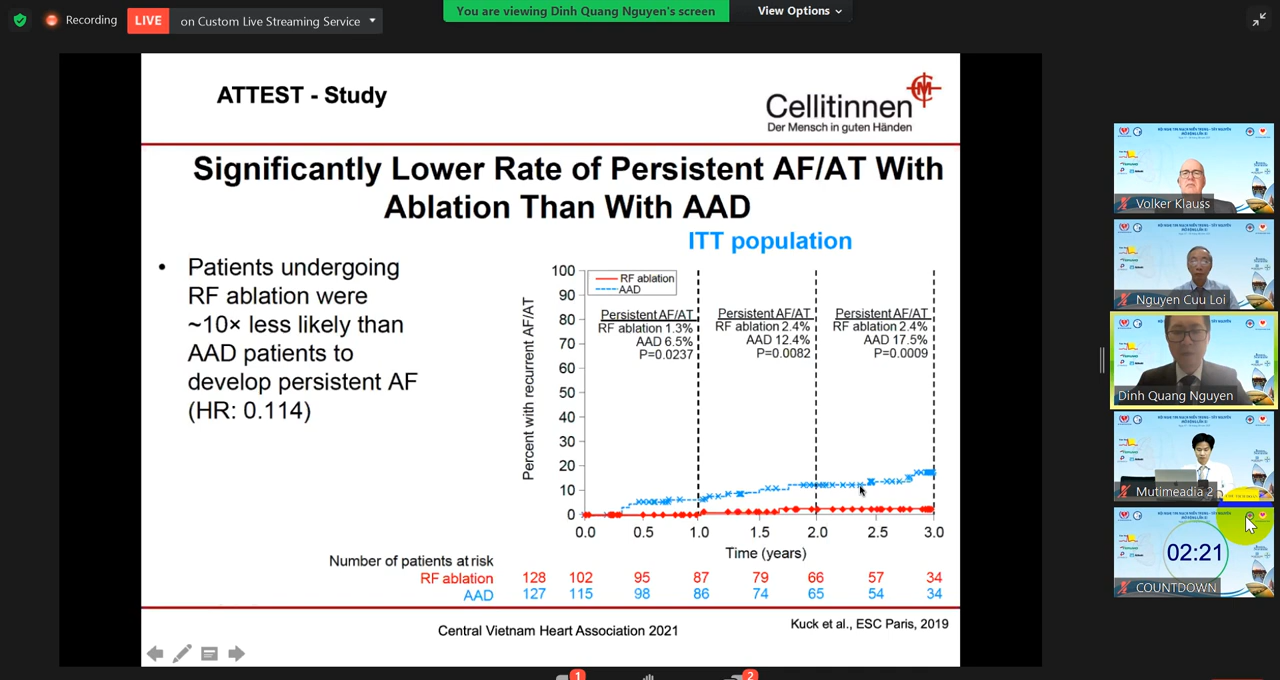 Recording
LIVE
on Custom Live Streaming Service
You are viewing Dinh Quang Nguyen's screen
View Options
ATTEST - Study
Cellitinnen
Der Mensch in guten Händen
Significantly Lower Rate of Persistent AF/AT With
Ablation Than With AAD
ITT population
• Patients undergoing
RF ablation were
~10× less likely than
AAD patients to
develop persistent AF
(HR: 0.114)
Percent with recurrent AF/AT
100
90
80
70
60
50
40
30
20
10
0
RF ablation
AAD
Persistent AF/AT
RF ablation 1.3%
AAD 6.5%
P=0.0237
Persistent AF/AT
RF ablation 2.4%
AAD 12.4%
P=0.0082
Persistent AF/AT
RF ablation 2.4%
AAD 17.5%
P=0.0009
0.0 0.5 1.0 1.5 2.0 2.5 3.0
Time (years)
Number of patients at risk
RF ablation 128 102 95 87 79 66 57 34
AAD 127 115 98 86 74 65 54 34
Central Vietnam Heart Association 2021
Kuck et al., ESC Paris, 2019
Volker Klauss
Nguyen Cuu Loi
Dinh Quang Nguyen
Mutimeadia 2
02:21
COUNTDOWN
1
2